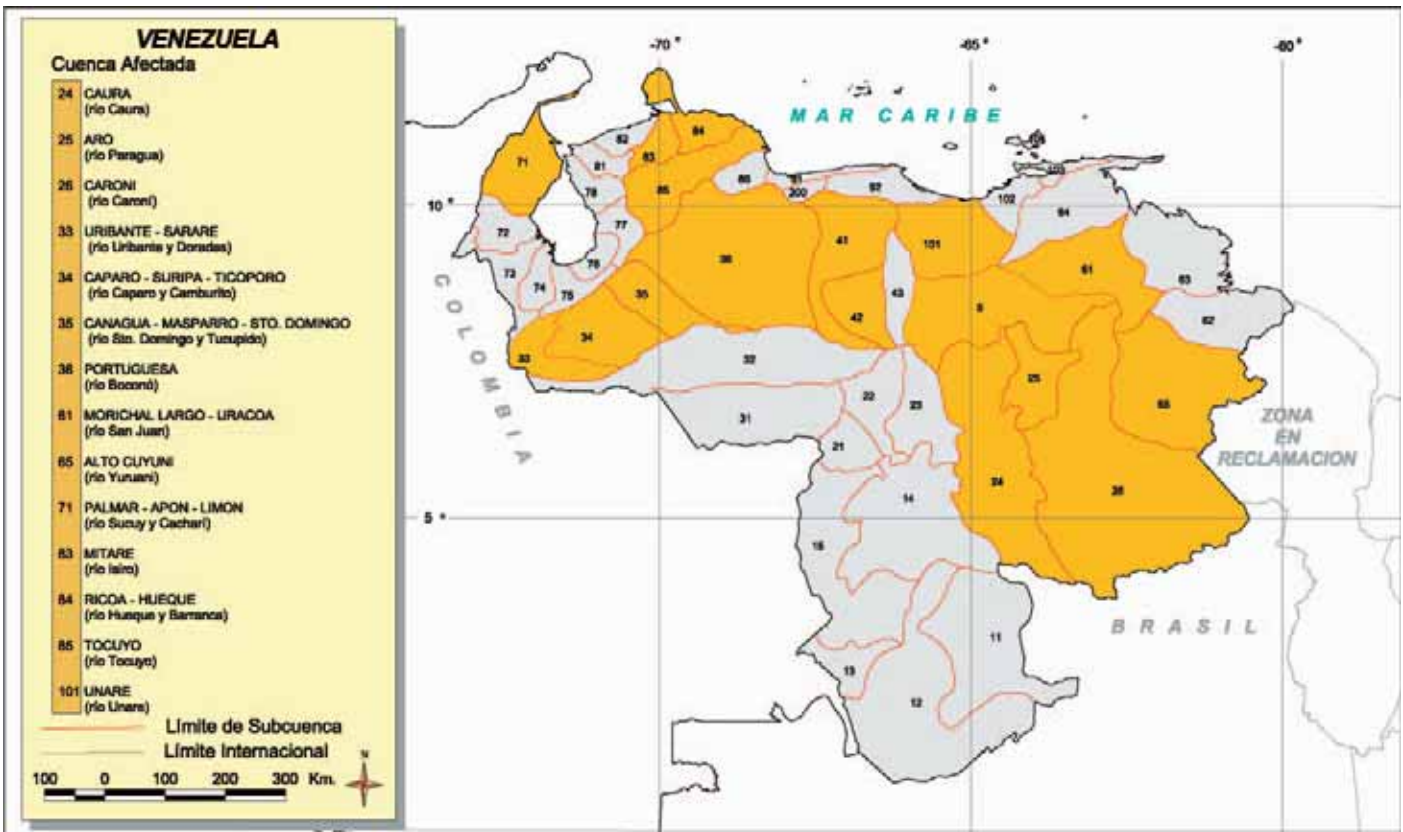 VENEZUELA
Cuenca Afectada
24 CAURA
(río Caura)
25 ARO
(río Paragua)
26 CARONI
(río Caroní)
33 URIBANTE - SARARE
(río Uribante y Doradas)
34 CAPARO - SURIPA - TICOPORO
(río Caparo y Camburito)
35 CANAGUA - MASPARRO - STO. DOMINGO
(río Sto. Domingo y Tucupido)
36 PORTUGUESA
(río Boconó)
61 MORICHAL LARGO - URACOA
(río San Juan)
65 ALTO CUYUNI
(río Yuruani)
71 PALMAR - APON - LIMON
(río Sucuy y Cachari)
83 MITARE
(río Isiro)
84 RICOA - HUEQUE
(río Hueque y Barranca)
85 TOCUYO
(río Tocuyo)
101 UNARE
(río Unare)
Límite de Subcuenca
Límite Internacional
N
100 0 100 200 300 Km.
-70° -65° -60°
MAR CARIBE
10°
5°
COLOMBIA
BRASIL
ZONA
EN
RECLAMACION
71
82
81
78
77
76
75
74
73
72
83
84
85
86
200
92
102
64
63
62
61
101
41
42
43
36
35
34
33
32
31
22
23
21
14
15
13
12
11
24
25
26
65